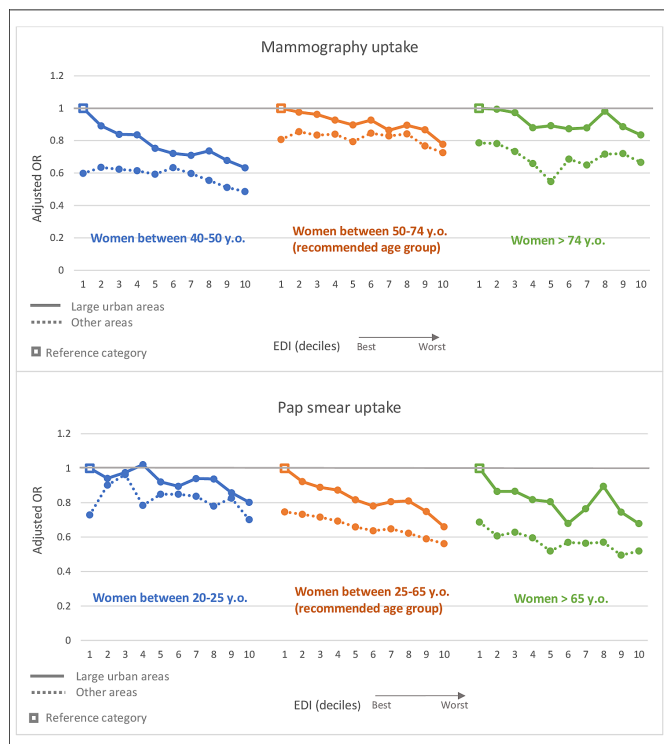 Mammography uptake
1.2
1
0.8
0.6
0.4
0.2
0
Adjusted OR
Women between 40-50 y.o.
Women between 50-74 y.o.
(recommended age group)
Women > 74 y.o.
1 2 3 4 5 6 7 8 9 10 1 2 3 4 5 6 7 8 9 10 1 2 3 4 5 6 7 8 9 10
Large urban areas
Other areas
Reference category
EDI (deciles)
Best Worst
Pap smear uptake
1.2
1
0.8
0.6
0.4
0.2
0
Adjusted OR
Women between 20-25 y.o.
Women between 25-65 y.o.
(recommended age group)
Women > 65 y.o.
1 2 3 4 5 6 7 8 9 10 1 2 3 4 5 6 7 8 9 10 1 2 3 4 5 6 7 8 9 10
Large urban areas
Other areas
Reference category
EDI (deciles)
Best Worst